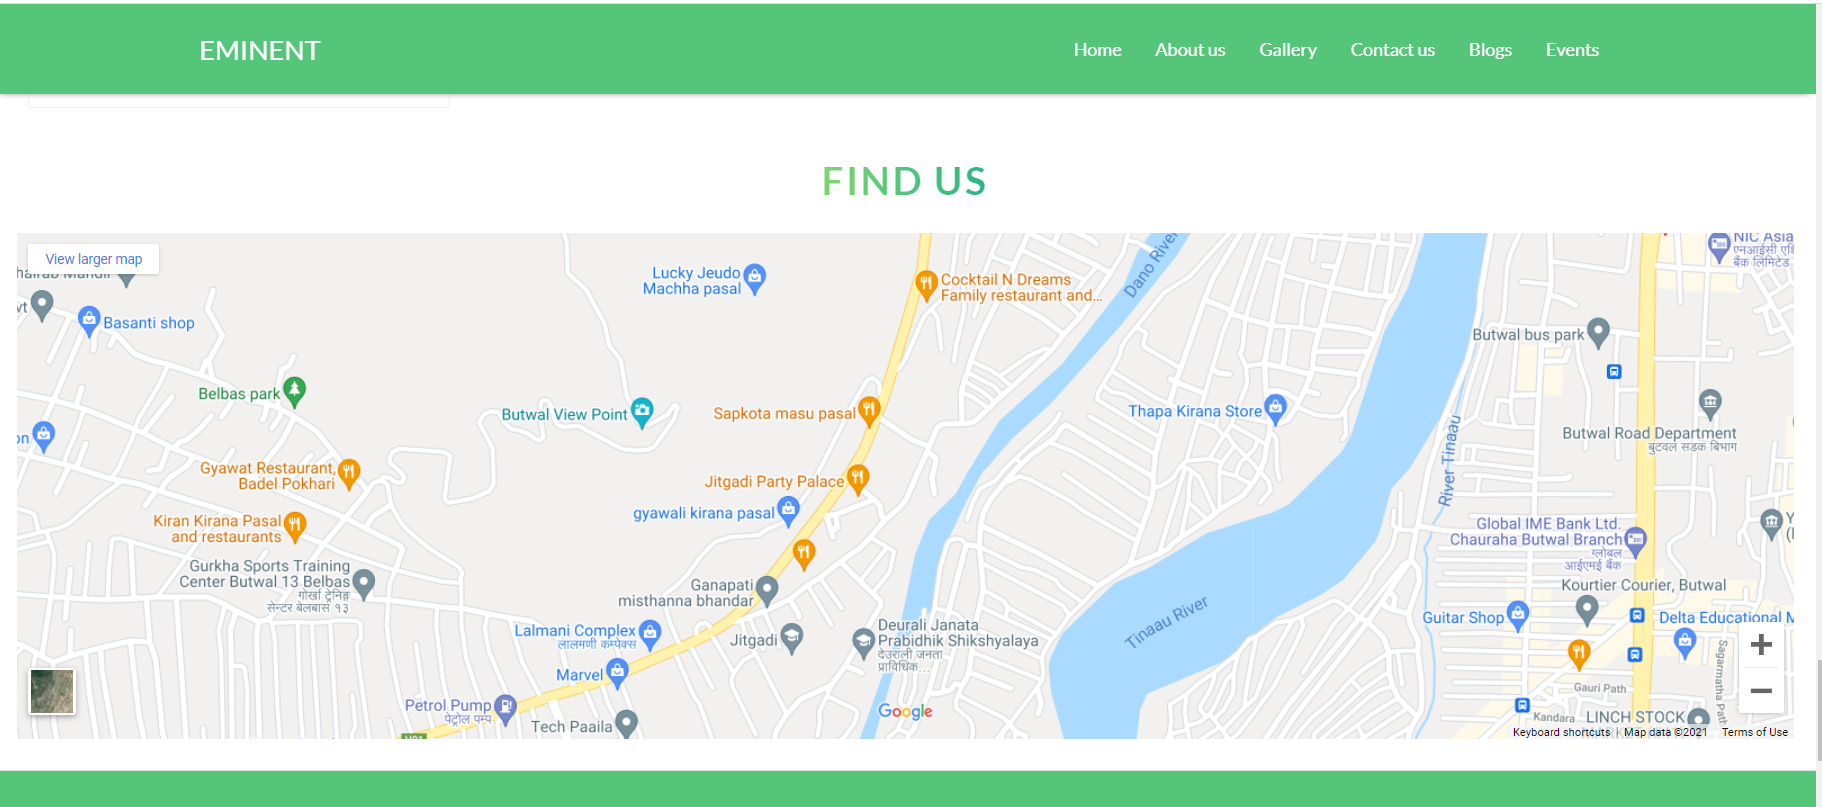 EMINENT
Home
About us
Gallery
Contact us
Blogs
Events
FIND US
View larger map
Basanti shop
Belbas park
Gyawat Restaurant,
Badel Pokhari
Kiran Kirana Pasal
and restaurants
Gurkha Sports Training
Center Butwal 13 Belbas
गोर्खा ट्रेनिङ्ग
सेन्टर बेलबास १३
Lucky Jeudo
Machha pasal
Butwal View Point
Cocktail N Dreams
Family restaurant and...
Sapkota masu pasal
Jitgadi Party Palace
gyawali kirana pasal
Ganapati
misthanna bhandar
Jitgadi
Lalmani Complex
लालमणी कम्पेक्स
Marvel
Petrol Pump
पेट्रोल पम्प
Tech Paaila
Deurali Janata
Prabidhik Shikshyalaya
देउराली जनता
प्राविधिक...
Google
Dano River
Thapa Kirana Store
Tinaau River
River Tinaau
NIC Asia
एनआईसी एि
बैंक लिमिटेड
Butwal bus park
Butwal Road Department
बुटवल सडक बिभाग
Global IME Bank Ltd.
Chauraha Butwal Branch
ग्लोबल
आईएमई बैंक
Kourtier Courier, Butwal
Guitar Shop
Delta Educational M
Gauri Path
Sagarmatha Path
Kandara
LINCH STOCK
Keyboard shortcuts
Map data ©2021
Terms of Use